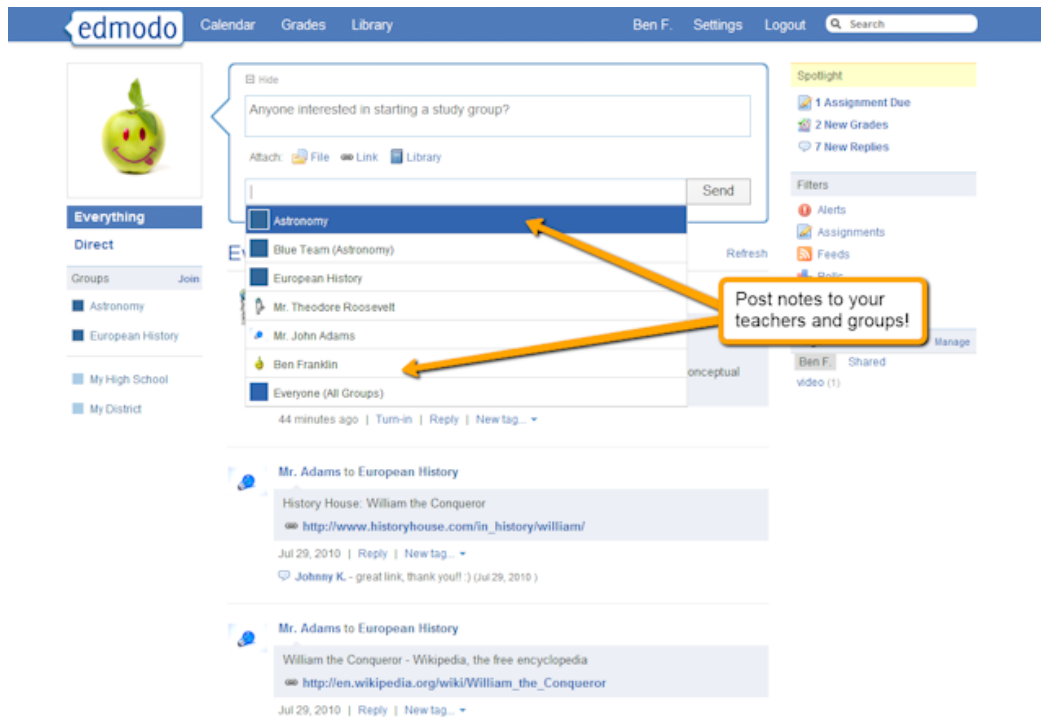 edmodo Calendar Grades Library Ben F. Settings Logout Search
Hide
Anyone interested in starting a study group?
Attach: File Link Library
Send
Astronomy
Blue Team (Astronomy)
European History
Mr. Theodore Roosevelt
Mr. John Adams
Ben Franklin
Everyone (All Groups)
Everything
Direct
Groups Join
Astronomy
European History
My High School
My District
Refresh
onceptual
44 minutes ago | Turn-in | Reply | New tag...
Mr. Adams to European History
History House: William the Conqueror
http://www.historyhouse.com/in_history/william/
Jul 29, 2010 | Reply | New tag...
Johnny K. - great link, thank you!! :) (Jul 29, 2010 )
Mr. Adams to European History
William the Conqueror - Wikipedia, the free encyclopedia
http://en.wikipedia.org/wiki/William_the_Conqueror
Jul 29, 2010 | Reply | New tag...
Spotlight
1 Assignment Due
2 New Grades
7 New Replies
Filters
Alerts
Assignments
Feeds
Post notes to your
teachers and groups!
Manage
Ben F. Shared
video (1)